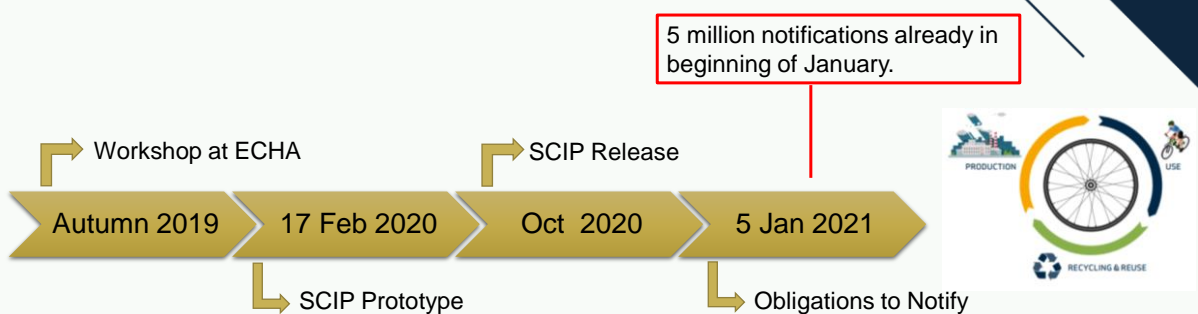 5 million notifications already in
beginning of January.
Workshop at ECHA
SCIP Release
Autumn 2019
17 Feb 2020
Oct 2020
5 Jan 2021
SCIP Prototype
Obligations to Notify
PRODUCTION
USE
RECYCLING & REUSE